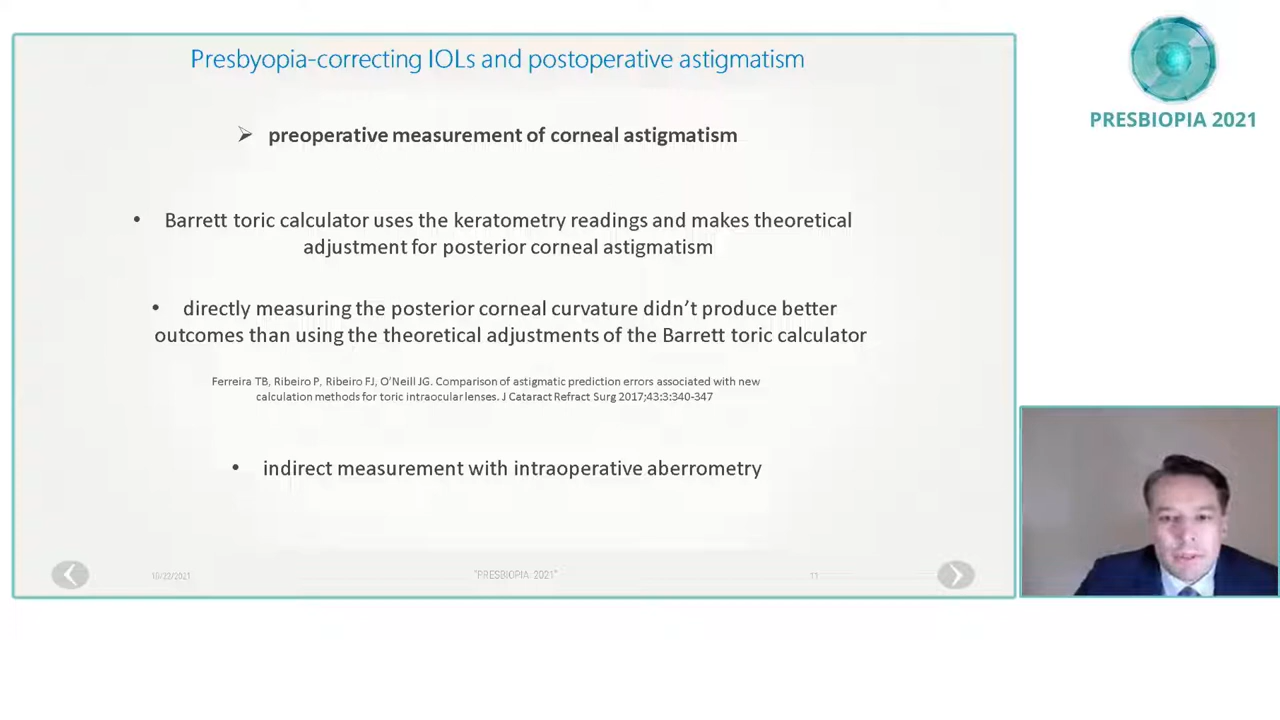 Presbyopia-correcting IOLs and postoperative astigmatism
➢ preoperative measurement of corneal astigmatism
• Barrett toric calculator uses the keratometry readings and makes theoretical
adjustment for posterior corneal astigmatism
• directly measuring the posterior corneal curvature didn't produce better
outcomes than using the theoretical adjustments of the Barrett toric calculator
Ferreira TB, Ribeiro P, Ribeiro FJ, O'Neill JG. Comparison of astigmatic prediction errors associated with new
calculation methods for toric intraocular lenses. J Cataract Refract Surg 2017;43:3:340-347
• indirect measurement with intraoperative aberrometry
10/23/2021
"PRESBIOPIA 2021"
11
PRESBIOPIA 2021